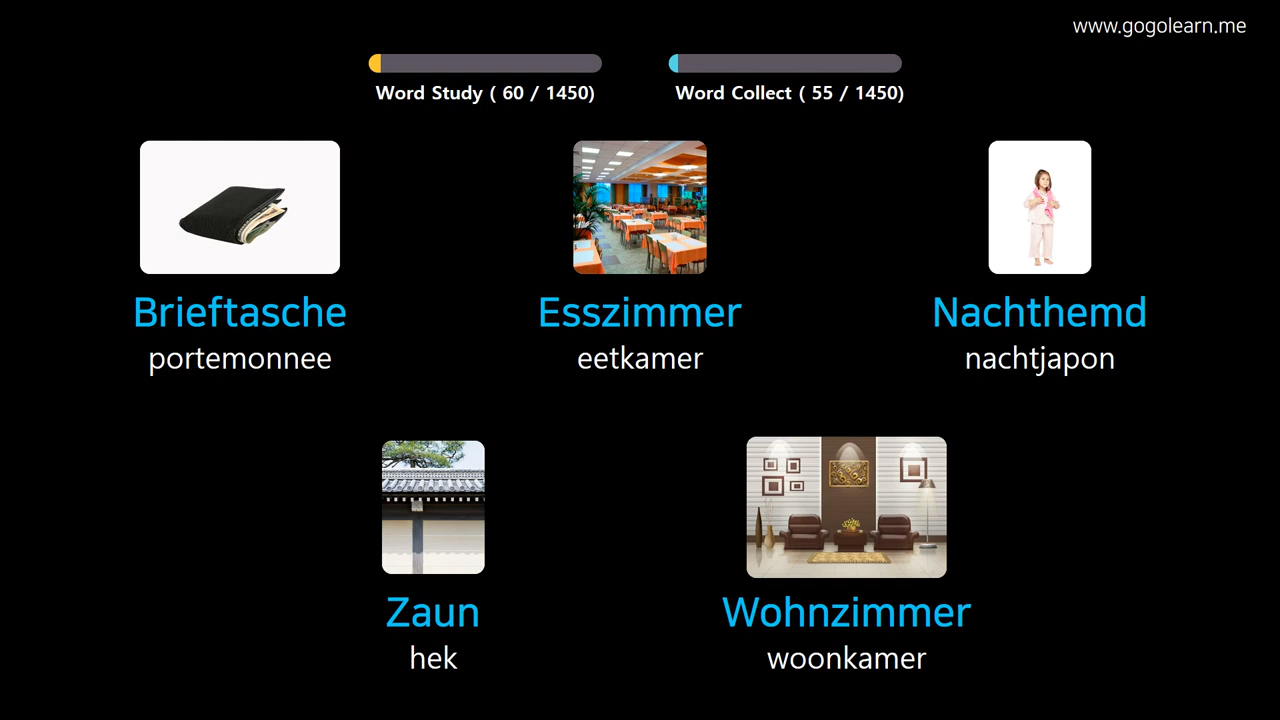 www.gogolearn.me
Word Study ( 60 / 1450)
Word Collect ( 55 / 1450)
Brieftasche
portemonnee
Esszimmer
eetkamer
Nachthemd
nachtjapon
Zaun
hek
Wohnzimmer
woonkamer